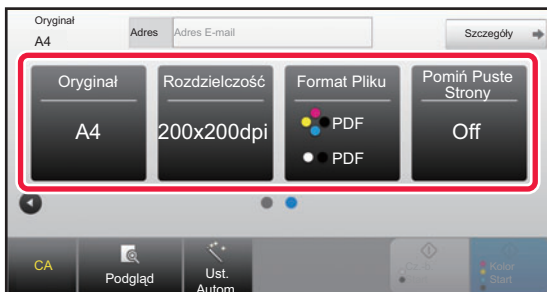 Oryginał
A4
Adres
Adres E-mail
Szczegóły
Oryginał
A4
Rozdzielczość
200x200dpi
Format Pliku
PDF
PDF
Pomiń Puste
Strony
Off
CA
Podgląd
Ust.
Autom.
Kolor
Start